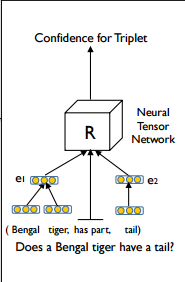 Confidence for Triplet
R
Neural
Tensor
Network
e1
e2
( Bengal tiger, has part, tail)
Does a Bengal tiger have a tail?